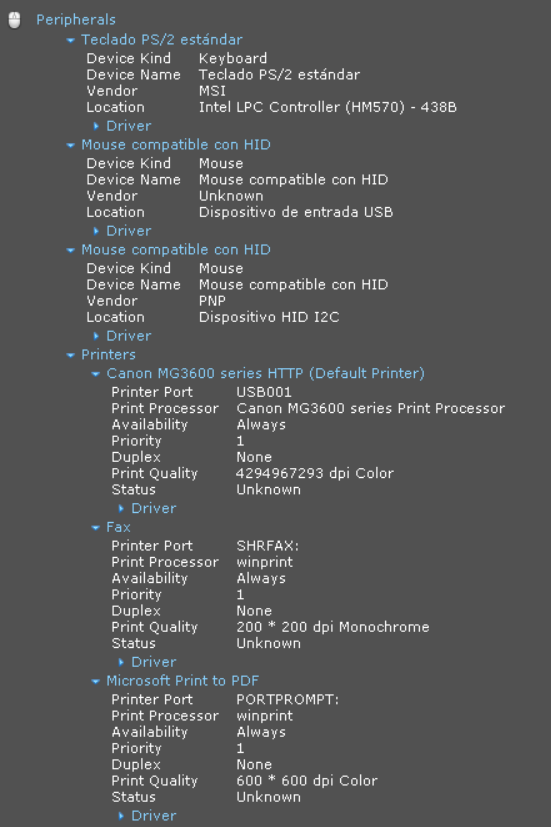 Peripherals
Teclado PS/2 estándar
Device Kind Keyboard
Device Name Teclado PS/2 estándar
Vendor MSI
Location Intel LPC Controller (HM570) - 438B
Driver
Mouse compatible con HID
Device Kind Mouse
Device Name Mouse compatible con HID
Vendor Unknown
Location Dispositivo de entrada USB
Driver
Mouse compatible con HID
Device Kind Mouse
Device Name Mouse compatible con HID
Vendor PNP
Location Dispositivo HID I2C
Driver
Printers
Canon MG3600 series HTTP (Default Printer)
Printer Port USB001
Print Processor Canon MG3600 series Print Processor
Availability Always
Priority 1
Duplex None
Print Quality 4294967293 dpi Color
Status Unknown
Driver
Fax
Printer Port SHRFAX:
Print Processor winprint
Availability Always
Priority 1
Duplex None
Print Quality 200 * 200 dpi Monochrome
Status Unknown
Driver
Microsoft Print to PDF
Printer Port PORTPROMPT:
Print Processor winprint
Availability Always
Priority 1
Duplex None
Print Quality 600 * 600 dpi Color
Status Unknown
Driver